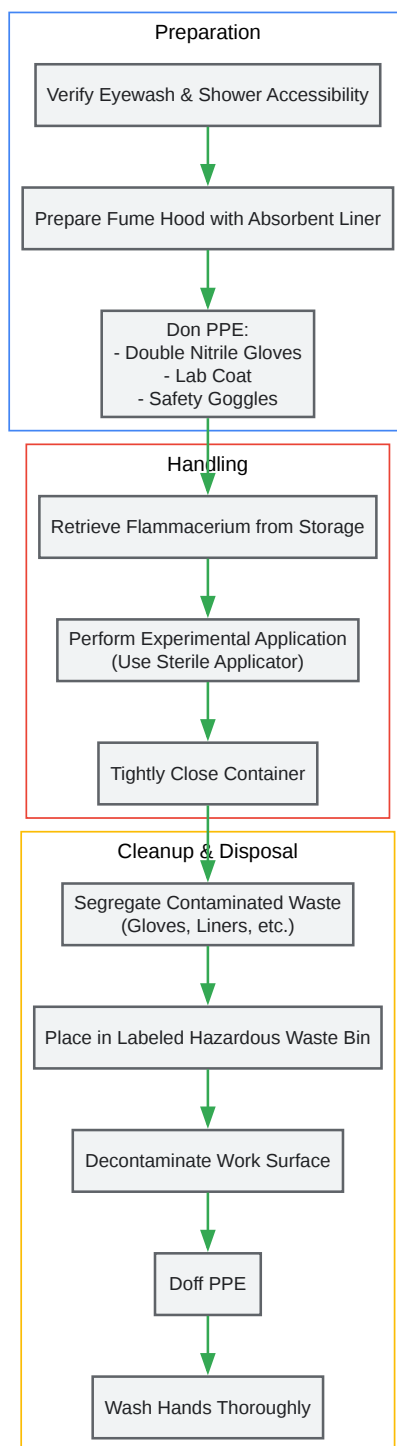 Preparation
Verify Eyewash & Shower Accessibility
Prepare Fume Hood with Absorbent Liner
Don PPE:
- Double Nitrile Gloves
- Lab Coat
- Safety Goggles
Handling
Retrieve Flammacerium from Storage
Perform Experimental Application
(Use Sterile Applicator)
Tightly Close Container
Cleanup & Disposal
Segregate Contaminated Waste
(Gloves, Liners, etc.)
Place in Labeled Hazardous Waste Bin
Decontaminate Work Surface
Doff PPE
Wash Hands Thoroughly